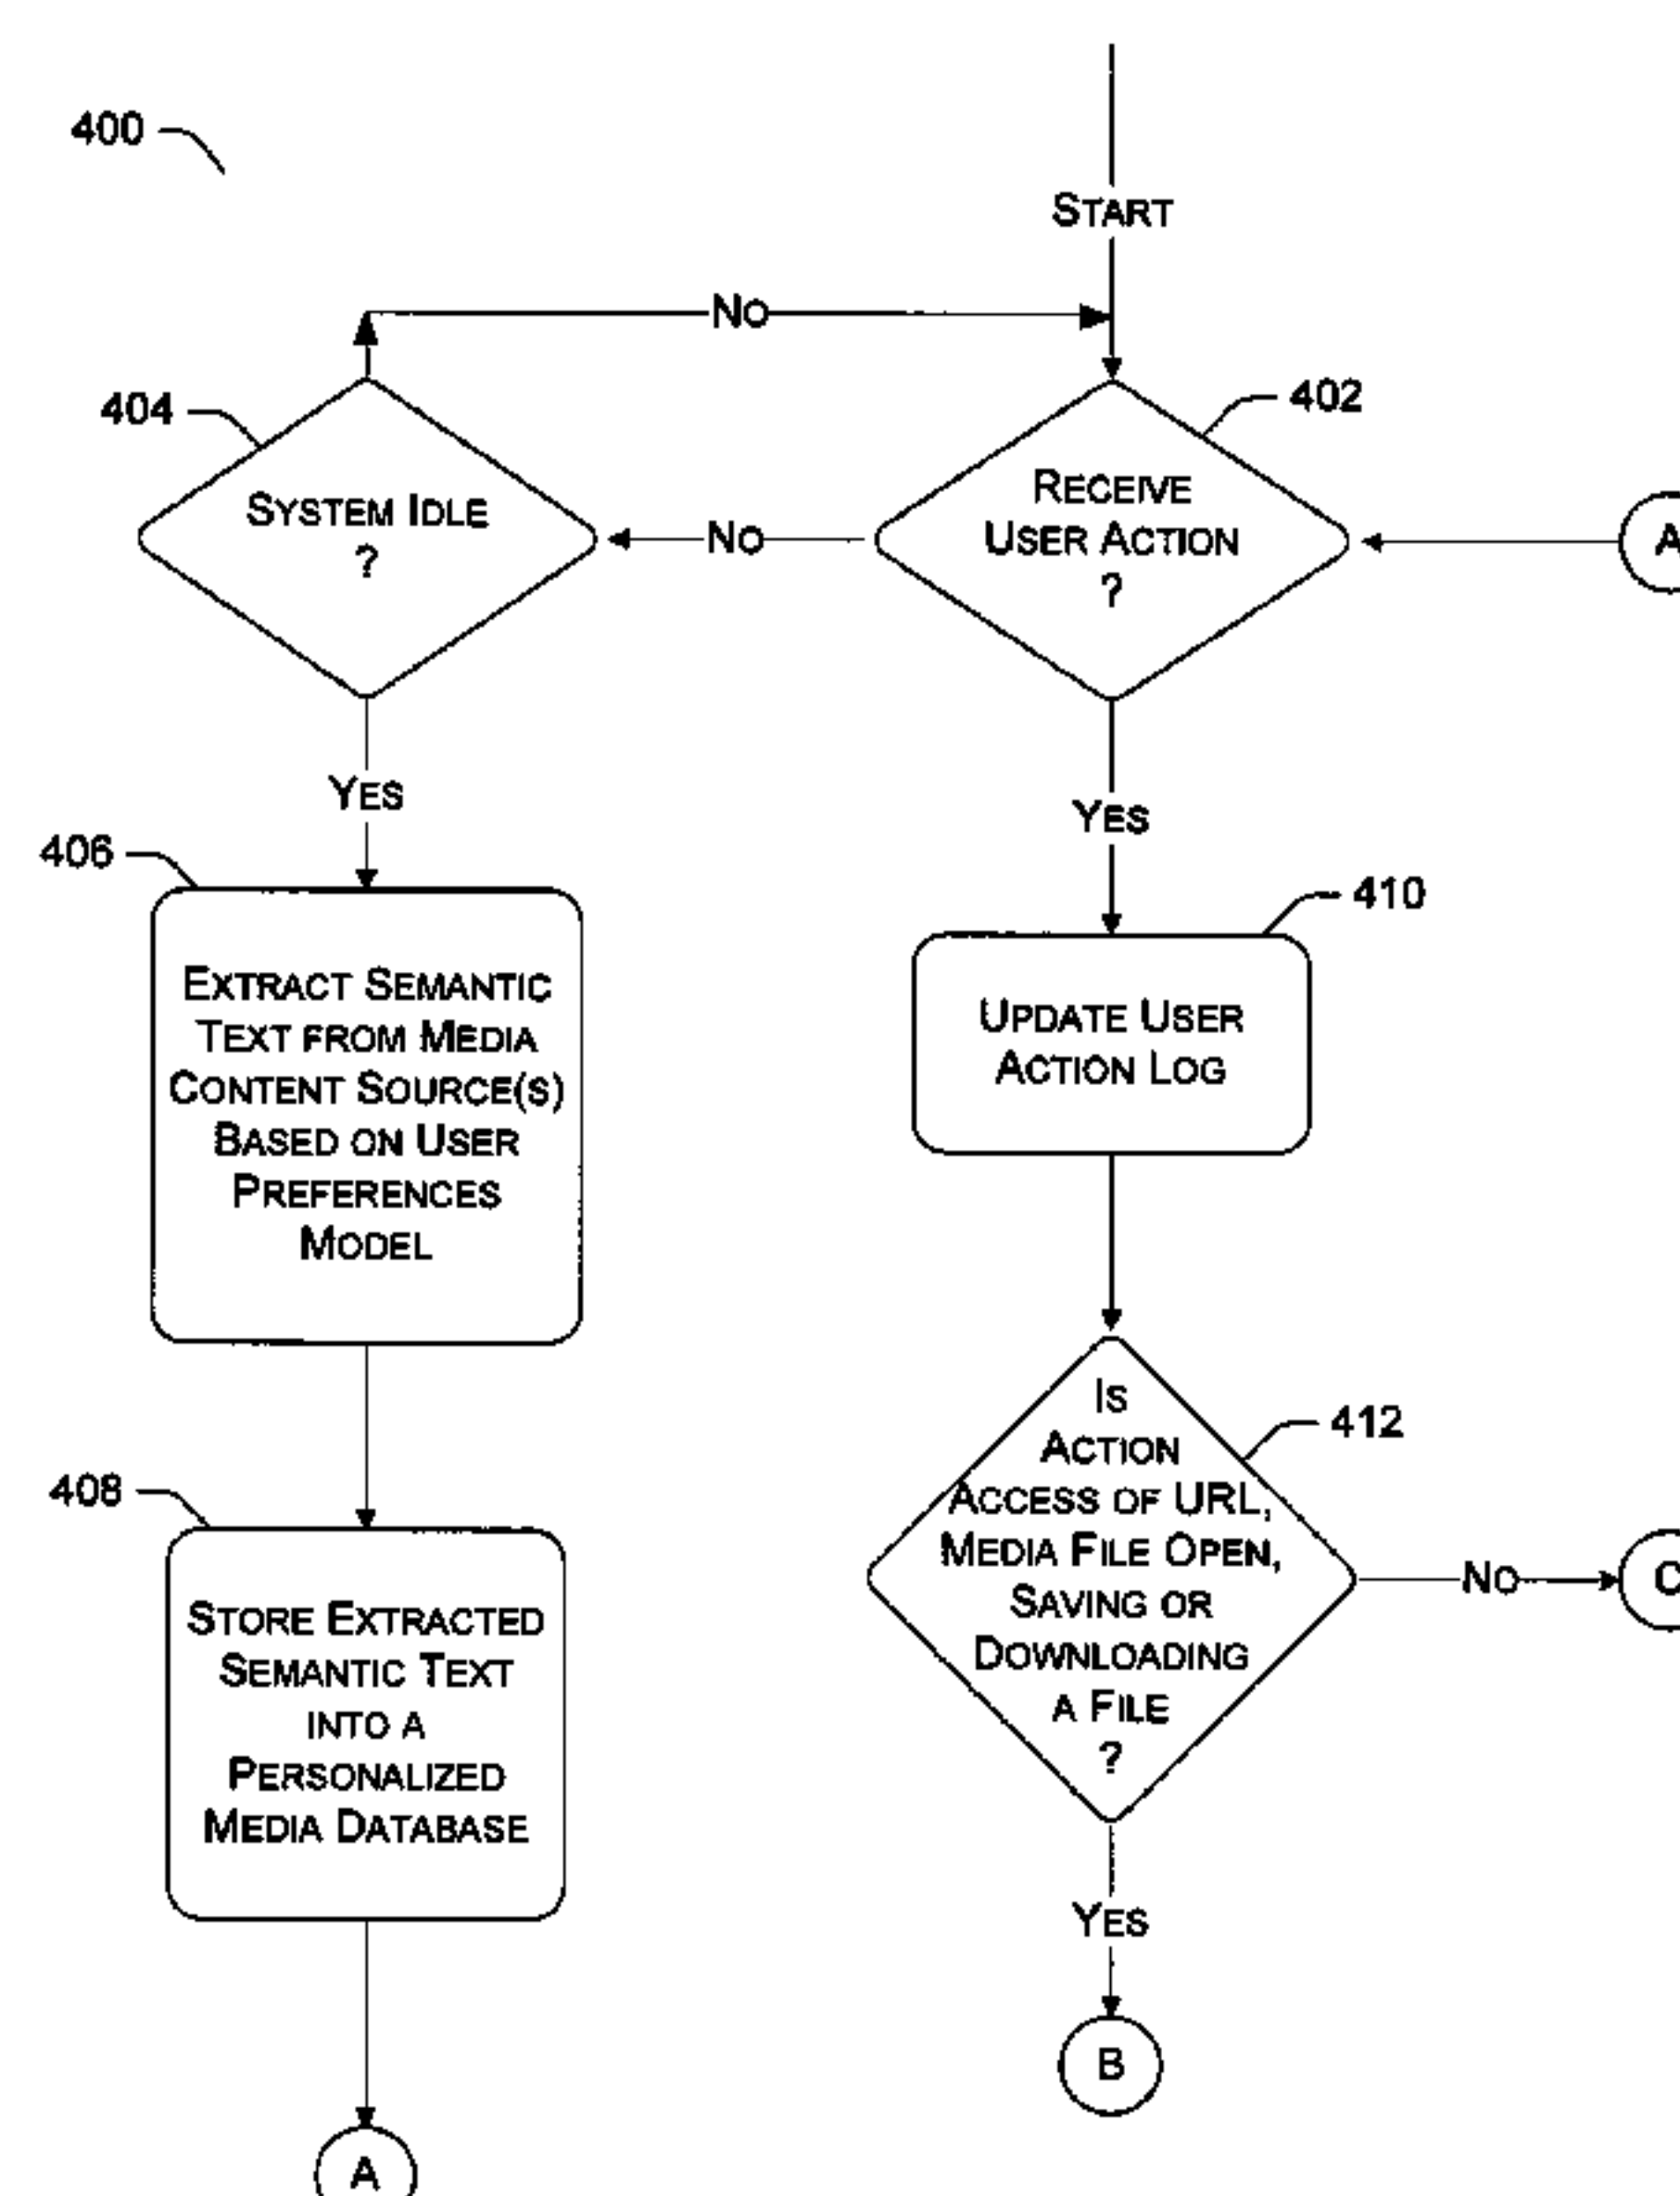 400
START
NO
404
402
SYSTEM IDLE
?
NO
RECEIVE
USER ACTION
?
A
YES
YES
406
410
EXTRACT SEMANTIC
TEXT FROM MEDIA
CONTENT SOURCE(S)
BASED ON USER
PREFERENCES
MODEL
UPDATE USER
ACTION LOG
412
IS
ACTION
ACCESS OF URL,
MEDIA FILE OPEN,
SAVING OR
DOWNLOADING
A FILE
?
NO
C
408
STORE EXTRACTED
SEMANTIC TEXT
INTO A
PERSONALIZED
MEDIA DATABASE
YES
B
A